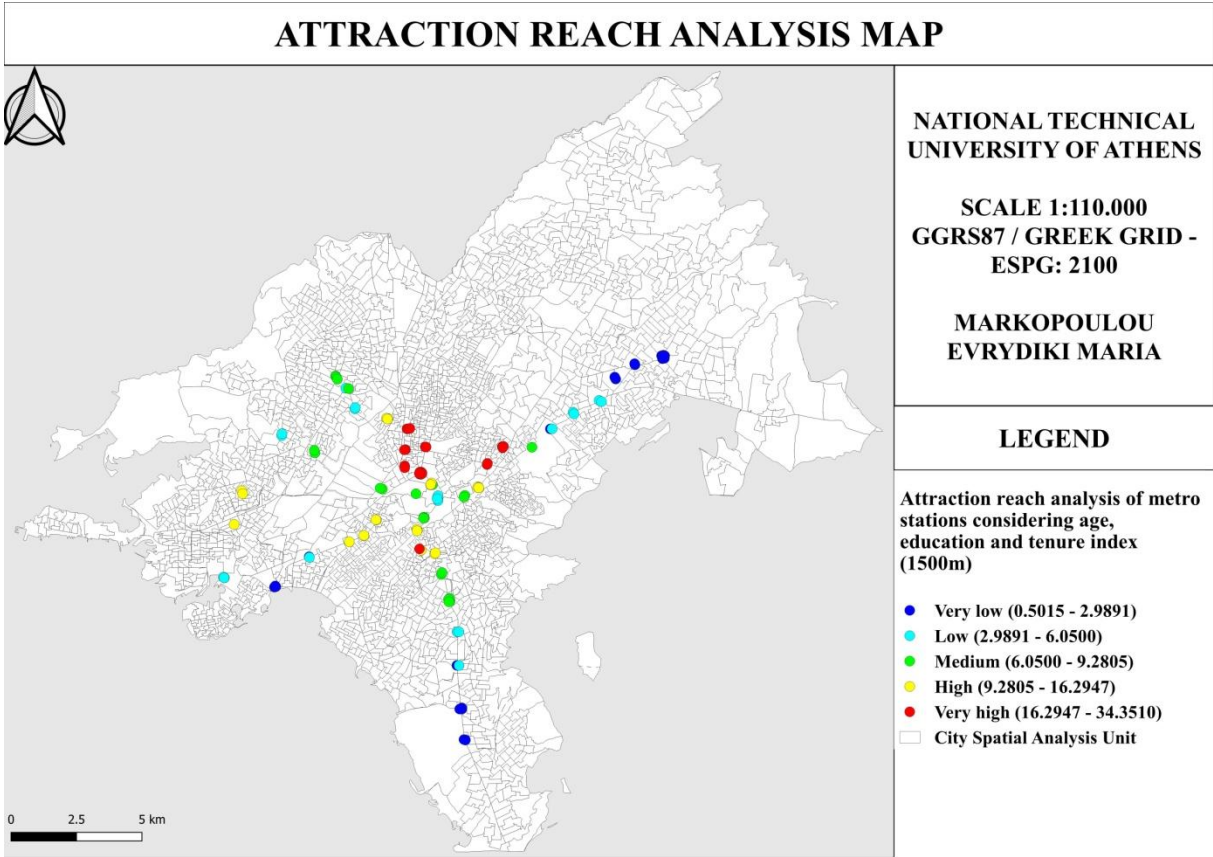 ATTRACTION REACH ANALYSIS MAP
NATIONAL TECHNICAL
UNIVERSITY OF ATHENS
SCALE 1:110.000
GGRS87 / GREEK GRID -
ESPG: 2100
MARKOPOULOU
EVRYDIKI MARIA
LEGEND
Attraction reach analysis of metro
stations considering age,
education and tenure index
(1500m)
Very low (0.5015 - 2.9891)
Low (2.9891 - 6.0500)
Medium (6.0500 - 9.2805)
High (9.2805 - 16.2947)
Very high (16.2947 - 34.3510)
City Spatial Analysis Unit
0 2.5 5 km